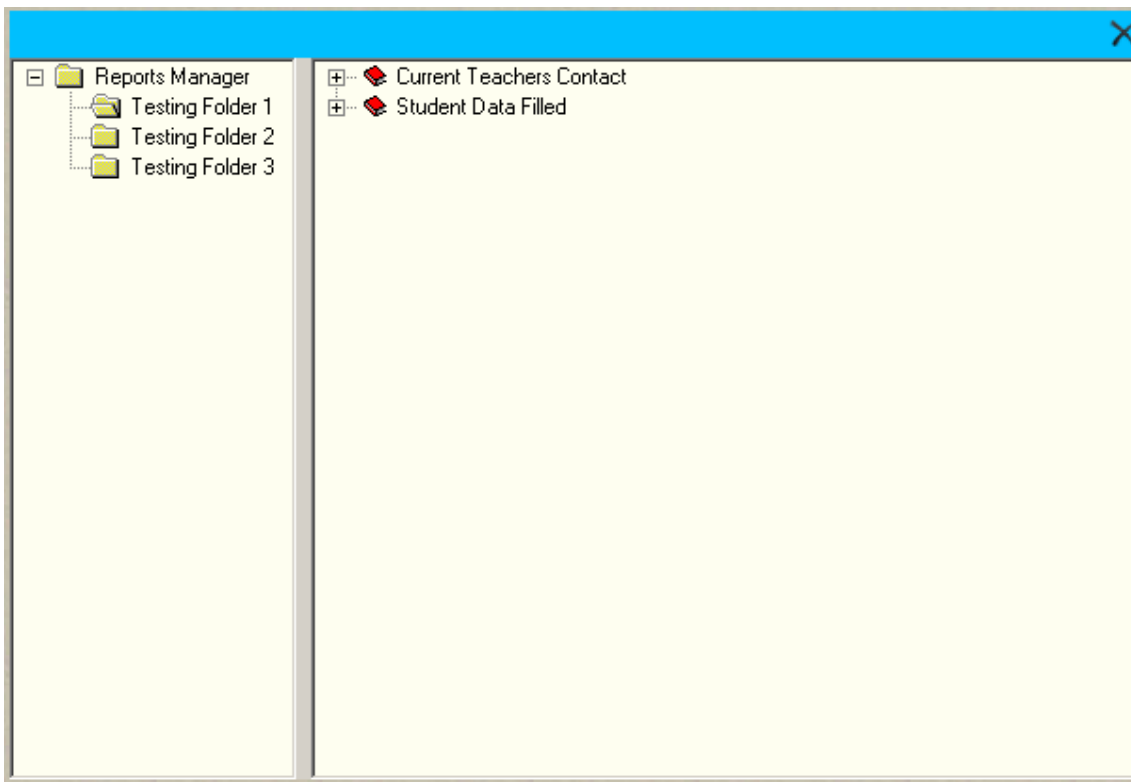 Reports Manager
Testing Folder 1
Testing Folder 2
Testing Folder 3
Current Teachers Contact
Student Data Filled